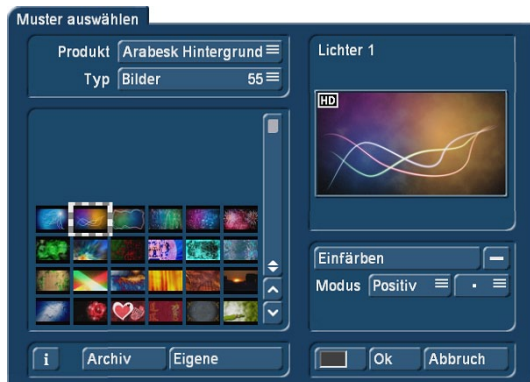 Muster auswählen
Produkt Arabesk Hintergrund
Typ Bilder 55
Lichter 1
HD
Einfärben
Modus Positiv
i Archiv Eigene
Ok Abbruch